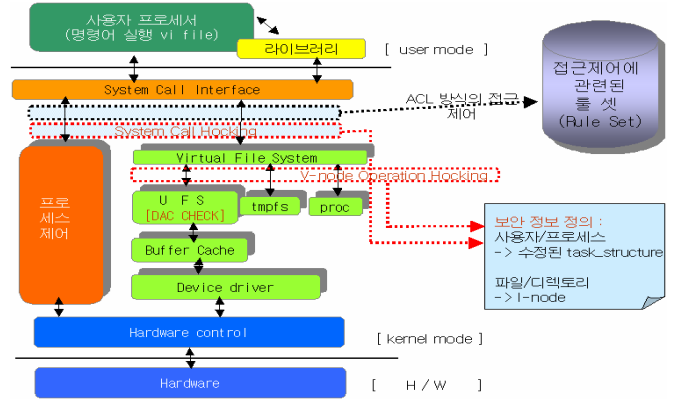 사용자 프로세서
(명령어 실행 vi file)
라이브러리
[ user mode ]
System Call Interface
ACL 방식의 접근
제어
접근제어에
관련된
룰 셋
(Rule Set)
System Call Hocking
Virtual File System
V-node Operation Hocking
프로
세스
제어
U F S
[DAC CHECK]
tmpfs
proc
Buffer Cache
Device driver
보안 정보 정의 :
사용자/프로세스
-> 수정된 task_structure
파일/디렉토리
-> I-node
Hardware control
[ kernel mode ]
Hardware
[ H / W ]